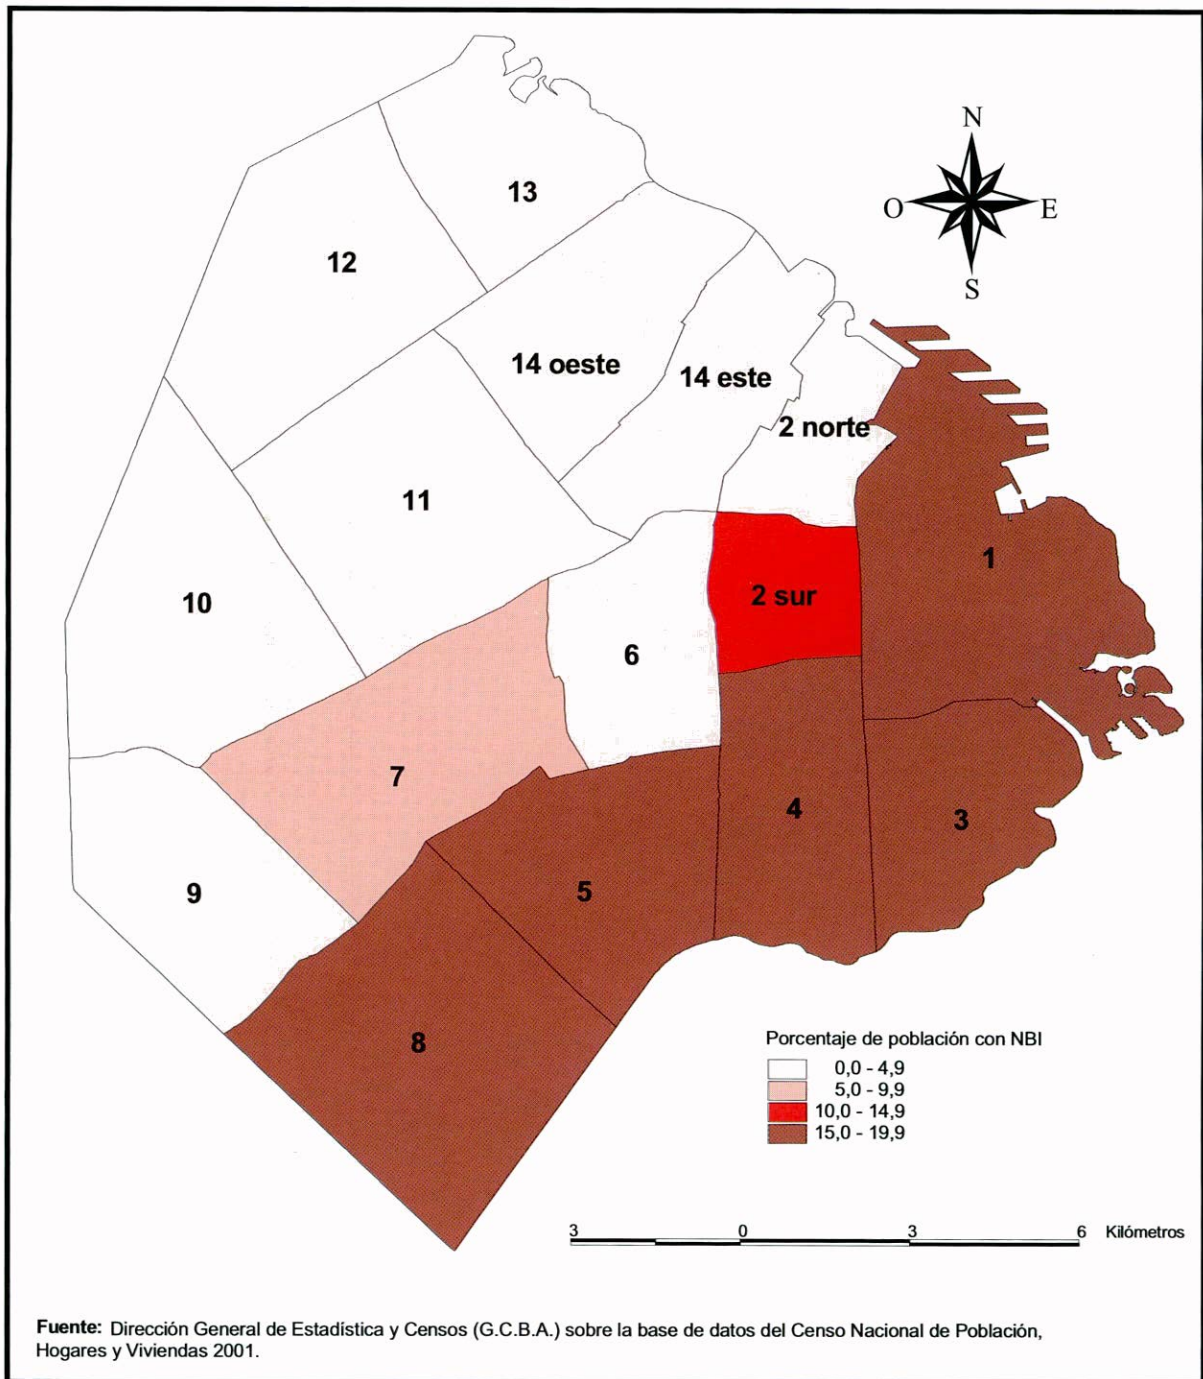 N
O E
S
13
12
14 oeste
14 este
2 norte
11
1
2 sur
10
6
7
4
3
5
9
8
Porcentaje de población con NBI
0,0 - 4,9
5,0 - 9,9
10,0 - 14,9
15,0 - 19,9
3 0 3 6 Kilómetros
Fuente: Dirección General de Estadística y Censos (G.C.B.A.) sobre la base de datos del Censo Nacional de Población,
Hogares y Viviendas 2001.